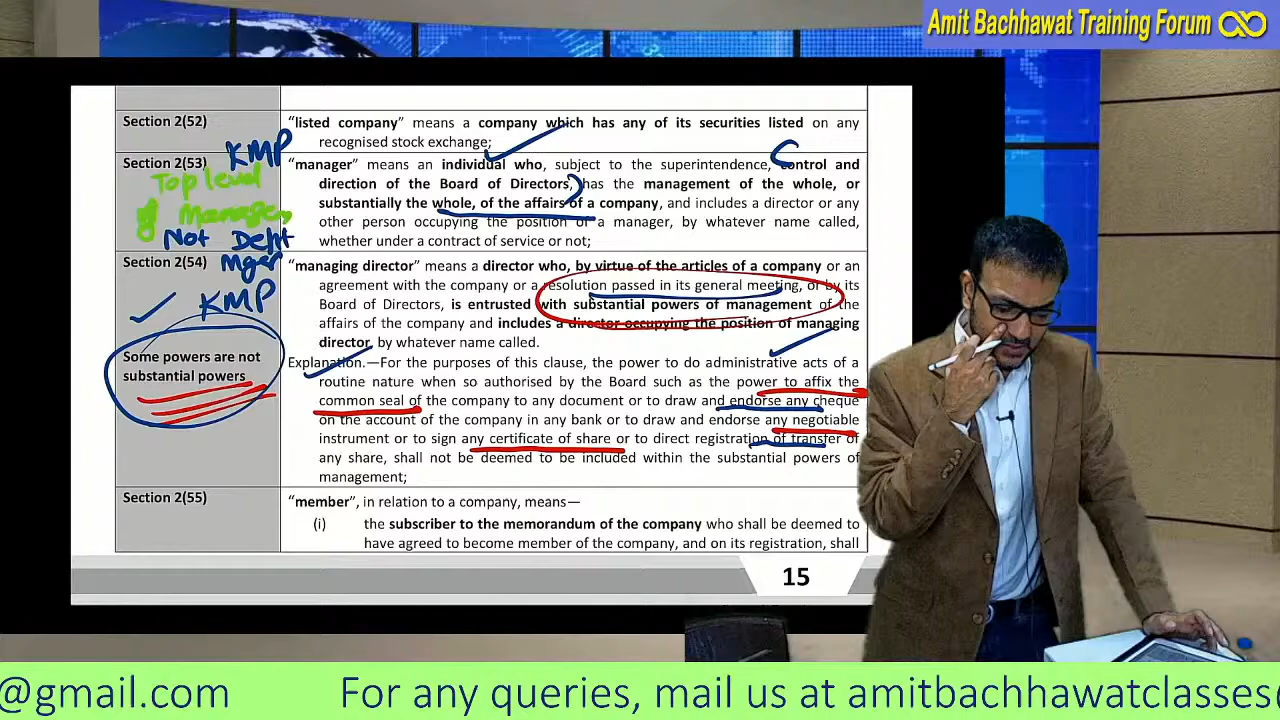 Amit Bachhawat Training Forum
Section 2(52)
“listed company” means a company which has any of its securities listed on any
recognised stock exchange;
KMP
Section 2(53)
Top level
Manager
Not Deptt
Mger
“manager” means an individual who, subject to the superintendence, control and
direction of the Board of Directors, has the management of the whole, or
substantially the whole, of the affairs of a company, and includes a director or any
other person occupying the position of a manager, by whatever name called,
whether under a contract of service or not;
Section 2(54)
KMP
Some powers are not
substantial powers
“managing director” means a director who, by virtue of the articles of a company or an
agreement with the company or a resolution passed in its general meeting, or by its
Board of Directors, is entrusted with substantial powers of management of the
affairs of the company and includes a director occupying the position of managing
director, by whatever name called.
Explanation.—For the purposes of this clause, the power to do administrative acts of a
routine nature when so authorised by the Board such as the power to affix the
common seal of the company to any document or to draw and endorse any cheque
on the account of the company in any bank or to draw and endorse any negotiable
instrument or to sign any certificate of share or to direct registration of transfer of
any share, shall not be deemed to be included within the substantial powers of
management;
Section 2(55)
“member”, in relation to a company, means—
(i) the subscriber to the memorandum of the company who shall be deemed to
have agreed to become member of the company, and on its registration, shall
15
@gmail.com For any queries, mail us at amitbachhawatclasses@